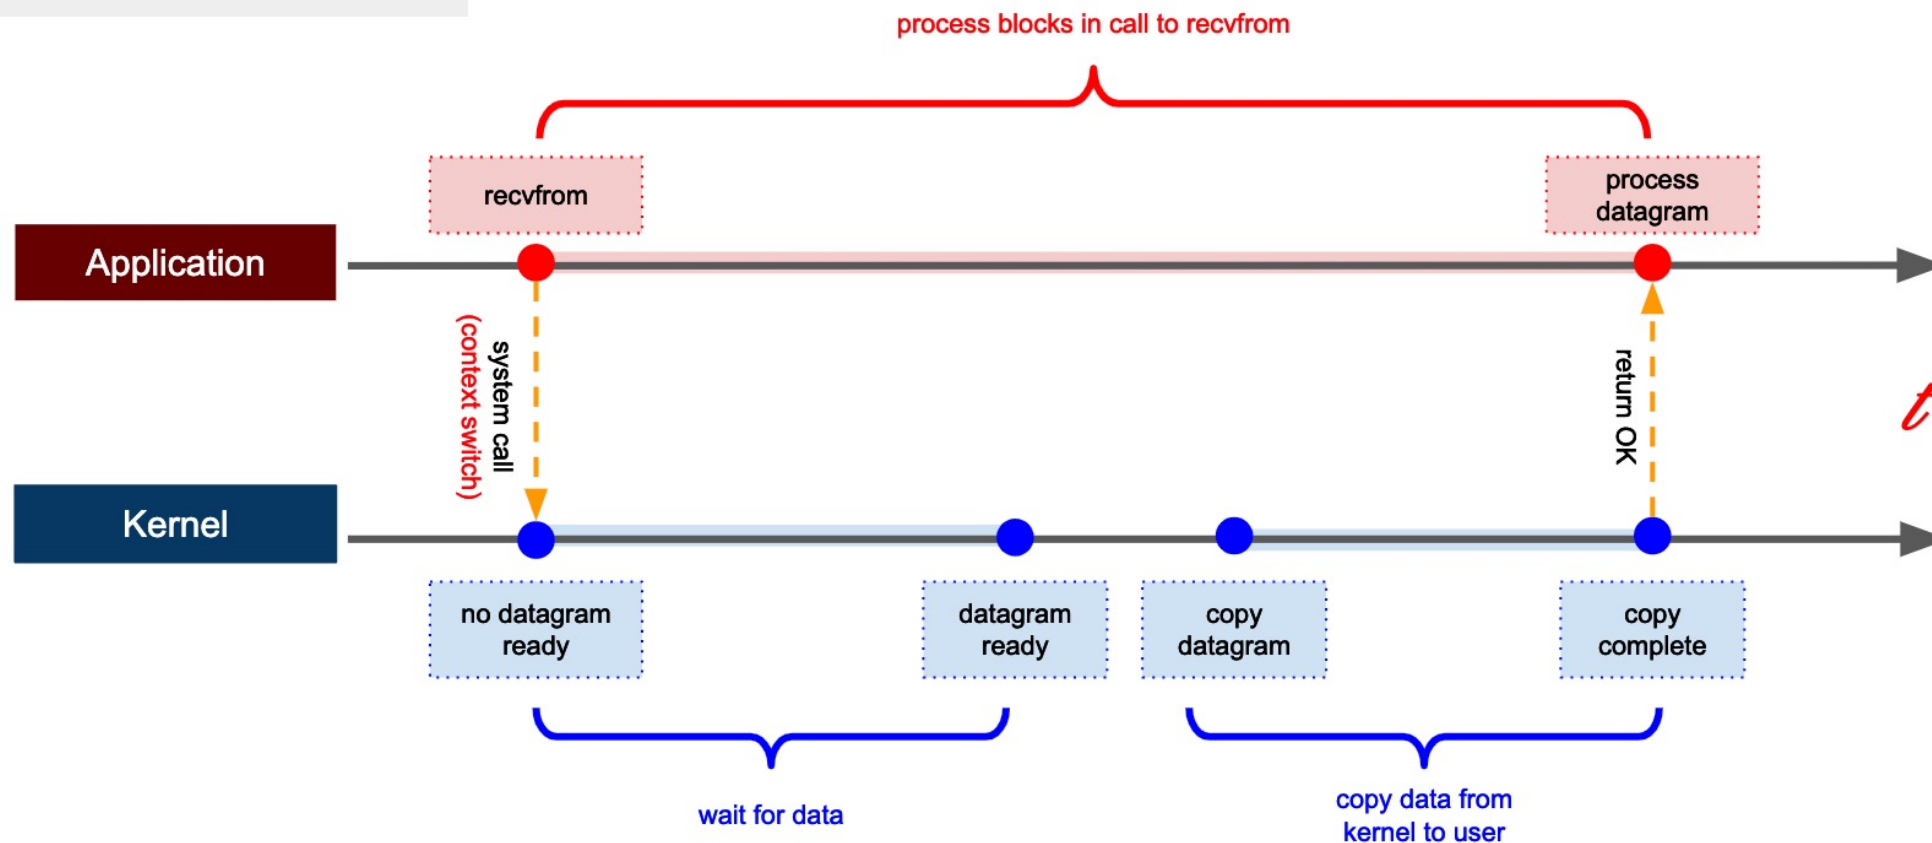 process blocks in call to recvfrom
recvfrom
process
datagram
Application
system call
(context switch)
return OK
t
Kernel
no datagram
ready
datagram
ready
copy
datagram
copy
complete
wait for data
copy data from
kernel to user